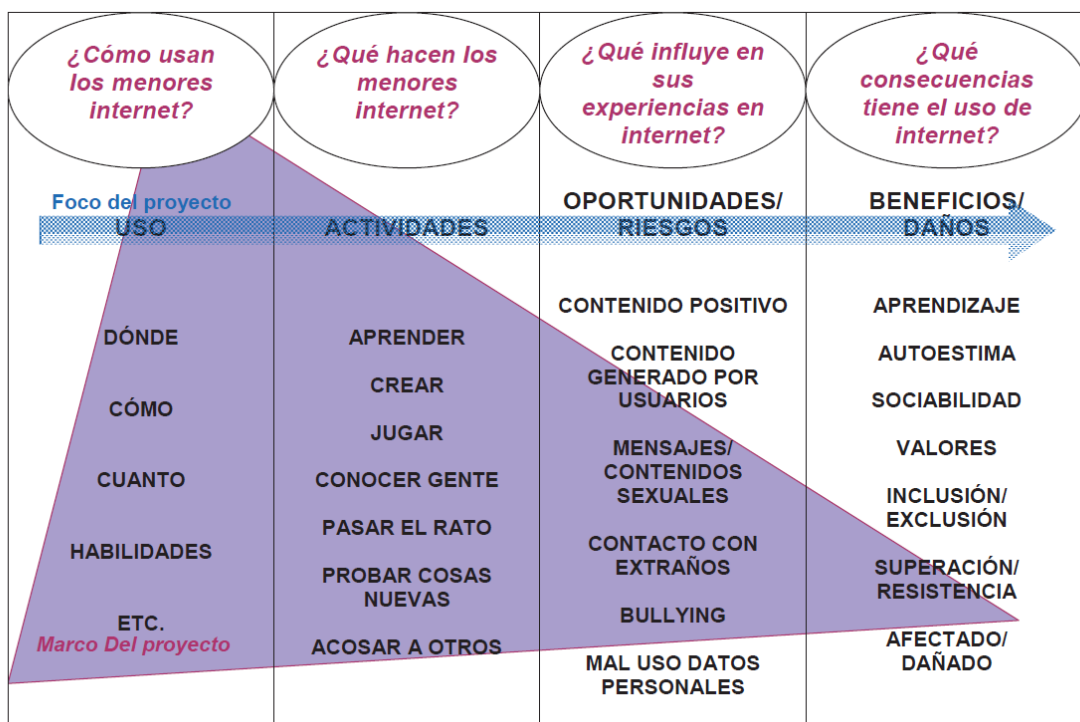 ¿Cómo usan
los menores
internet?
¿Qué hacen los
menores
internet?
¿Qué influye en
sus
experiencias en
internet?
¿Qué
consecuencias
tiene el uso de
internet?
Foco del proyecto
USO
ACTIVIDADES
OPORTUNIDADES/
RIESGOS
BENEFICIOS/
DAÑOS
DÓNDE
CÓMO
CUANTO
HABILIDADES
ETC.
Marco Del proyecto
APRENDER
CREAR
JUGAR
CONOCER GENTE
PASAR EL RATO
PROBAR COSAS
NUEVAS
ACOSAR A OTROS
CONTENIDO POSITIVO
CONTENIDO
GENERADO POR
USUARIOS
MENSAJES/
CONTENIDOS
SEXUALES
CONTACTO CON
EXTRAÑOS
BULLYING
MAL USO DATOS
PERSONALES
APRENDIZAJE
AUTOESTIMA
SOCIABILIDAD
VALORES
INCLUSIÓN/
EXCLUSIÓN
SUPERACIÓN/
RESISTENCIA
AFECTADO/
DAÑADO